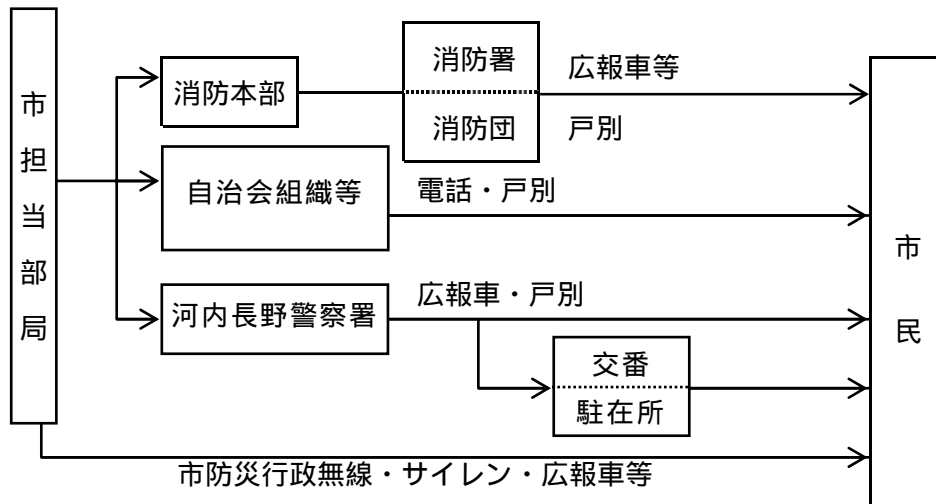 市担当部局
消防本部
消防署
消防団
広報車等
戸別
自治会組織等
電話・戸別
河内長野警察署
広報車・戸別
交番
駐在所
市防災行政無線・サイレン・広報車等
市民